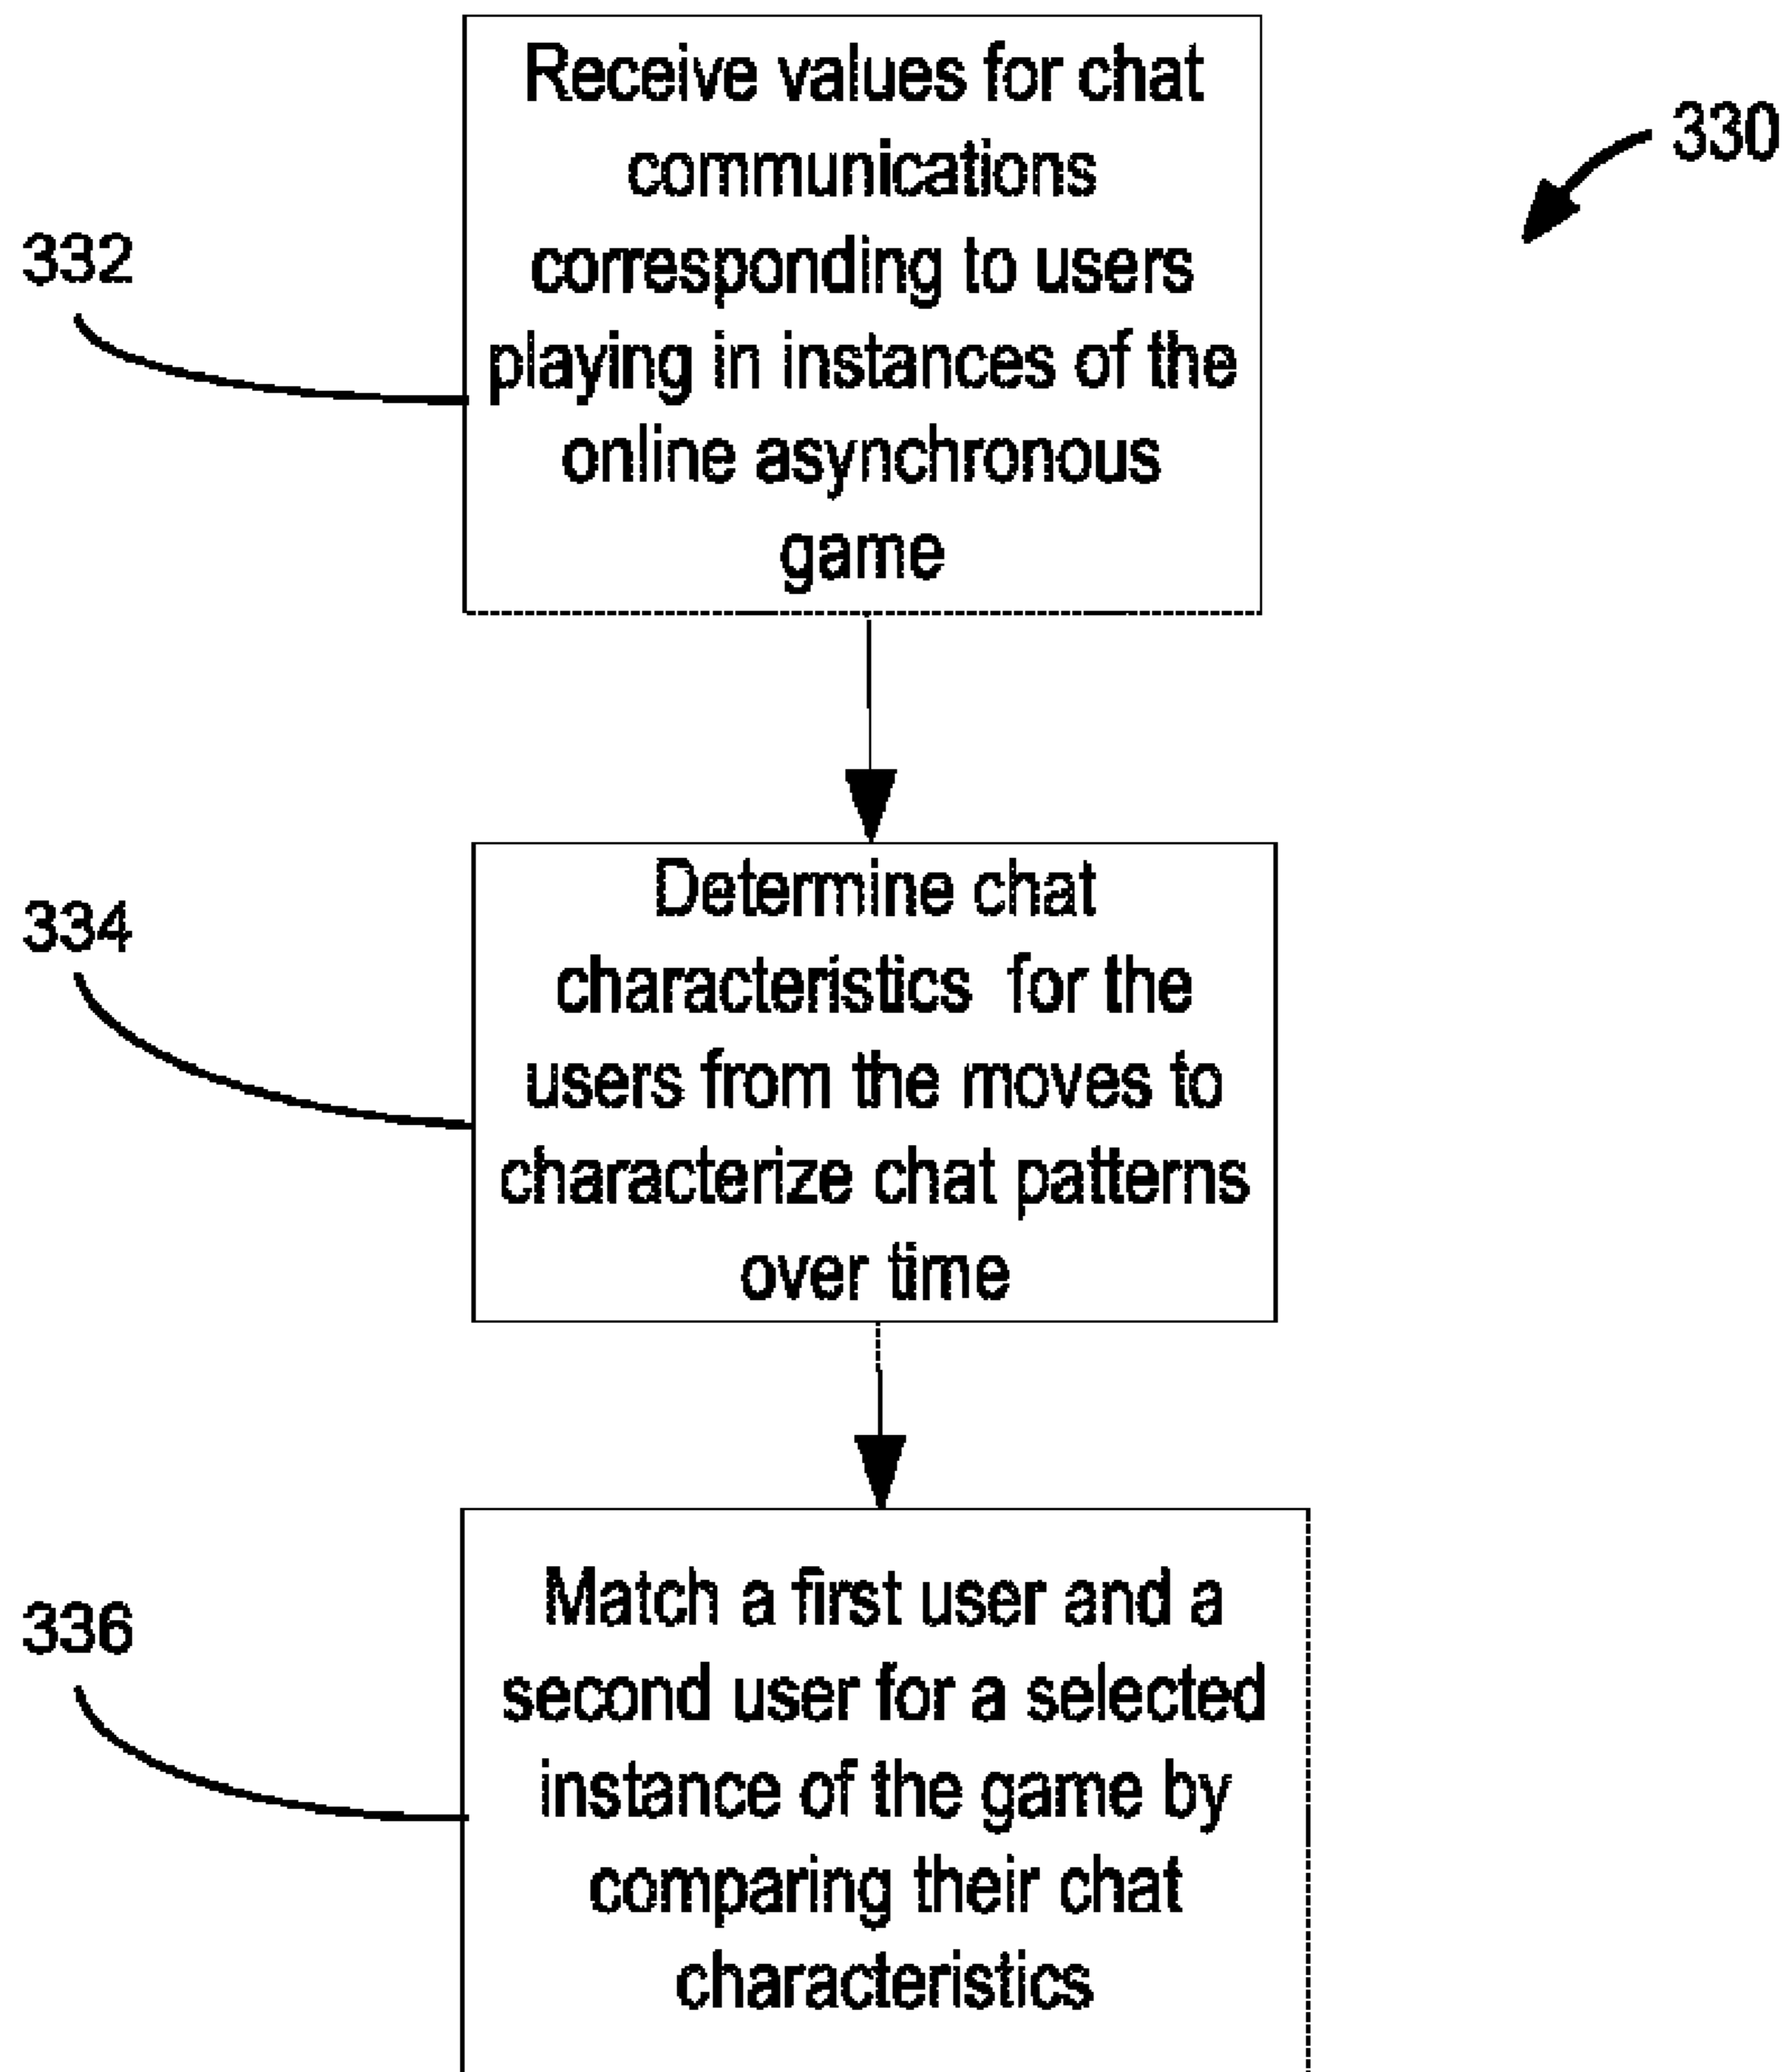 Receive values for chat
communications
corresponding to users
playing in instances of the
online asynchronous
game
330
332
Determine chat
characteristics for the
users from the moves to
characterize chat patterns
over time
334
Match a first user and a
second user for a selected
instance of the game by
comparing their chat
characteristics
336